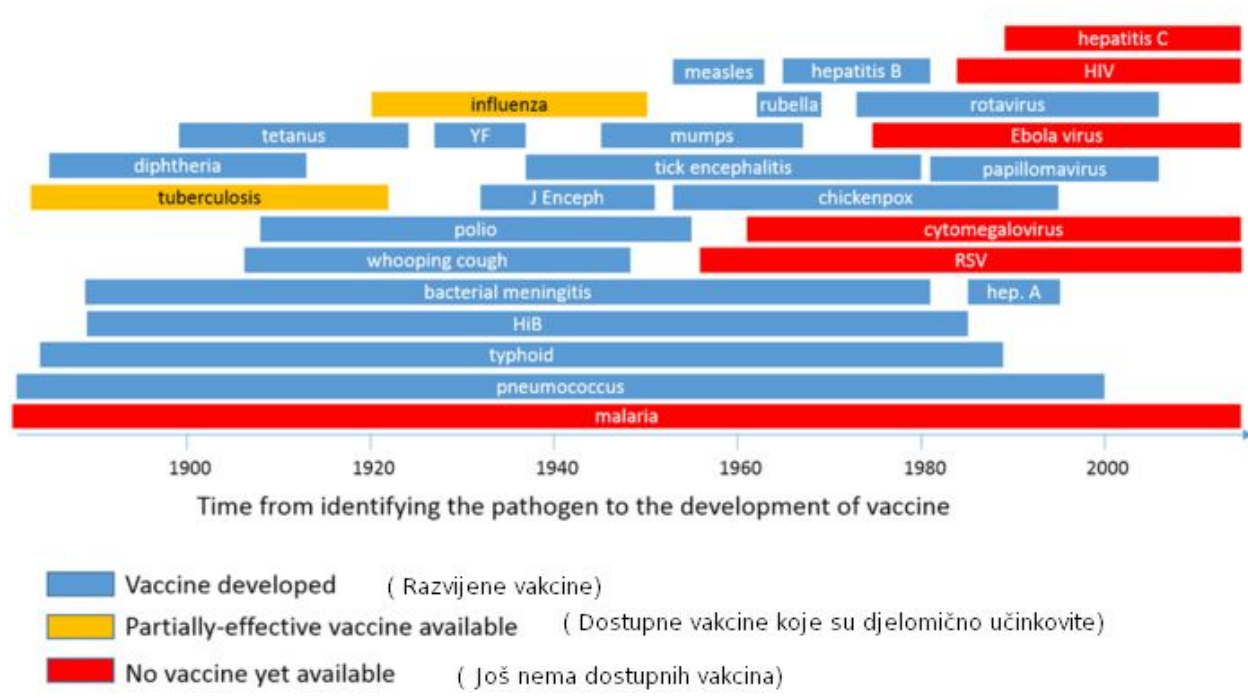 hepatitis C
measles hepatitis B HIV
influenza rubella rotavirus
tetanus YF mumps Ebola virus
diphtheria tick encephalitis papillomavirus
tuberculosis J Enceph chickenpox
polio cytomegalovirus
whooping cough RSV
bacterial meningitis hep. A
HiB
typhoid
pneumococcus
malaria
1900 1920 1940 1960 1980 2000
Time from identifying the pathogen to the development of vaccine
Vaccine developed ( Razvijene vakcine)
Partially-effective vaccine available ( Dostupne vakcine koje su djelomično učinkovite)
No vaccine yet available ( Još nema dostupnih vakcina)